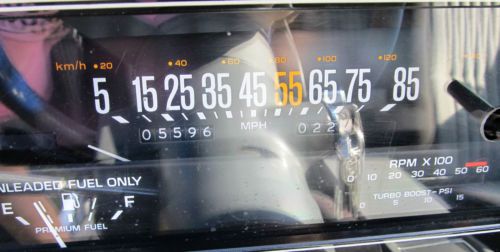 km/h 20 40 60 80 100 120
5 15 25 35 45 55 65 75 85
05596 MPH 022
RPM X 100
0 10 20 30 40 50 60
UNLEADED FUEL ONLY
TURBO BOOST-PSI
0 5 10 15
E F
PREMIUM FUEL